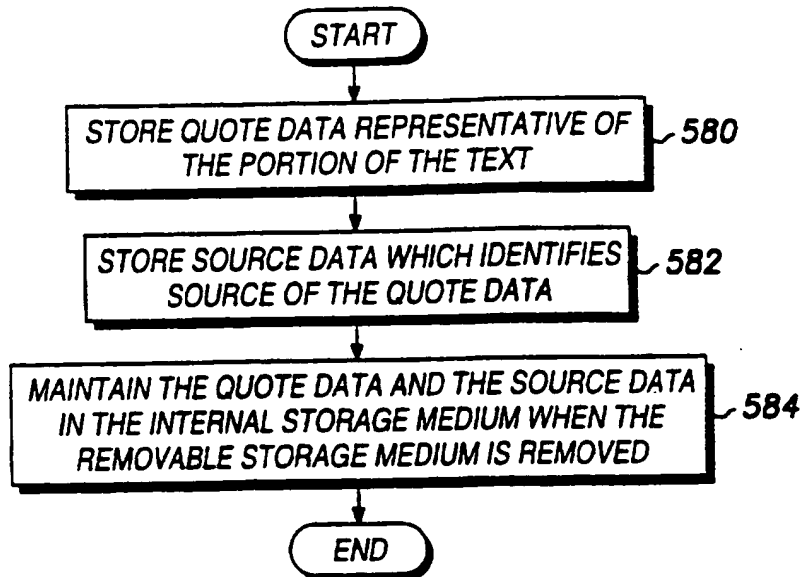 START
STORE QUOTE DATA REPRESENTATIVE OF
THE PORTION OF THE TEXT
580
STORE SOURCE DATA WHICH IDENTIFIES
SOURCE OF THE QUOTE DATA
582
MAINTAIN THE QUOTE DATA AND THE SOURCE DATA
IN THE INTERNAL STORAGE MEDIUM WHEN THE
REMOVABLE STORAGE MEDIUM IS REMOVED
584
END